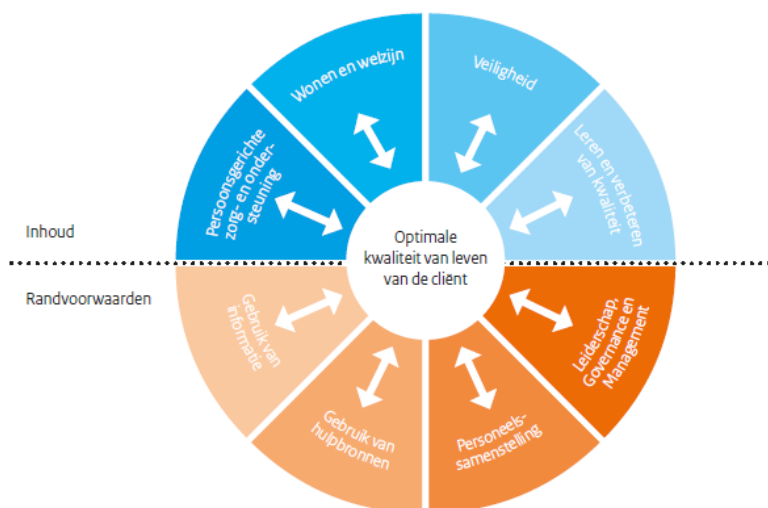 Wonen en welzijn
Veiligheid
Persoonsgerichte
zorg- en onder-
steuning
Leren en verbeteren
van kwaliteit
Inhoud
Optimale
kwaliteit van leven
van de cliënt
Randvoorwaarden
Gebruik van
informatie
Leiderschap,
Governance en
Management
Gebruik van
hulpbronnen
Personeels-
samenstelling